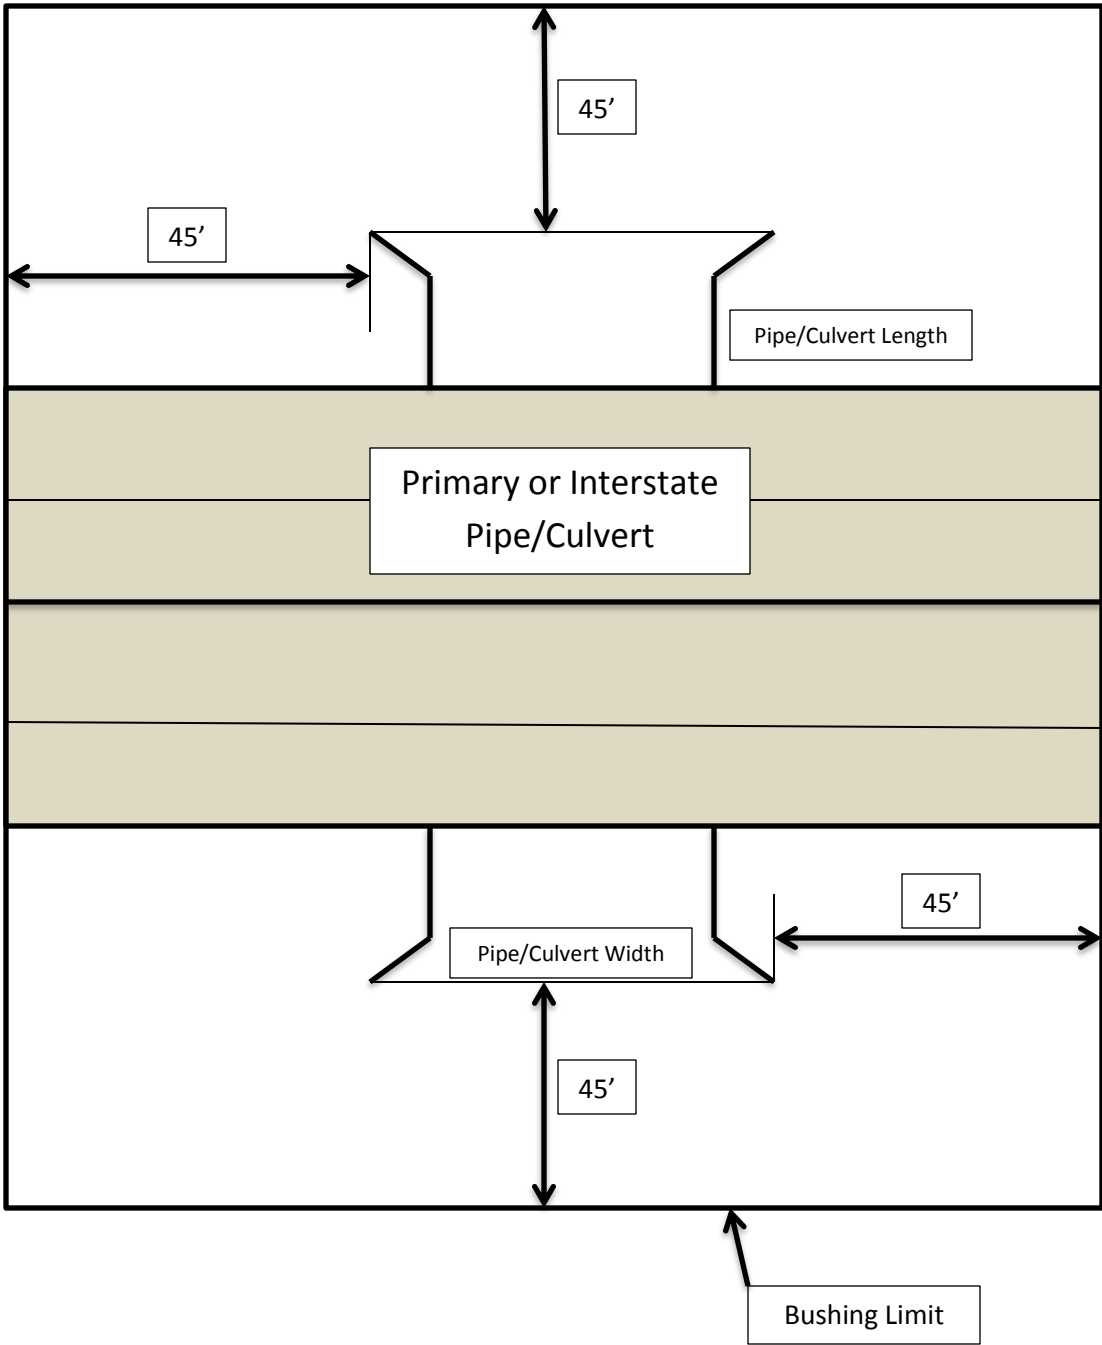 45’
45’
Pipe/Culvert Length
Primary or Interstate
Pipe/Culvert
45’
Pipe/Culvert Width
45’
Bushing Limit